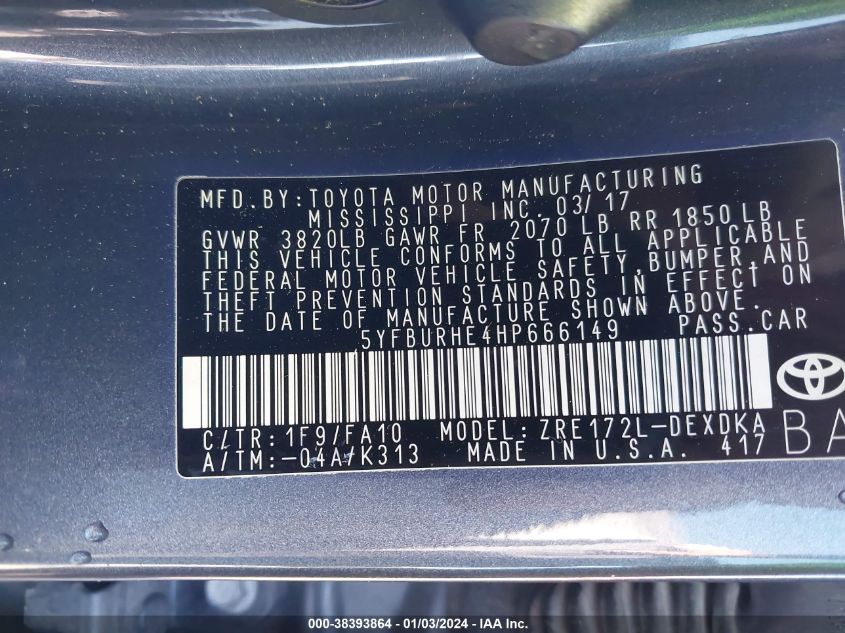 MFD.BY:TOYOTA MOTOR MANUFACTURING
MISSISSIPPI INC. 03/17
GVWR 3820LB GAWR FR 2070 LB RR 1850 LB
THIS VEHICLE CONFORMS TO ALL APPLICABLE
FEDERAL MOTOR VEHICLE SAFETY,BUMPER,AND
THEFT PREVENTION STANDARDS IN EFFECT ON
THE DATE OF MANUFACTURE SHOWN ABOVE.
5YFBURHE4HP666149 PASS.CAR
C/TR:1F9/FA10 MODEL:ZRE172L-DEXDKA
A/TM:-04A/K313 MADE IN U.S.A. 417
BA
000-38393864 - 01/03/2024 - © IAA Inc.